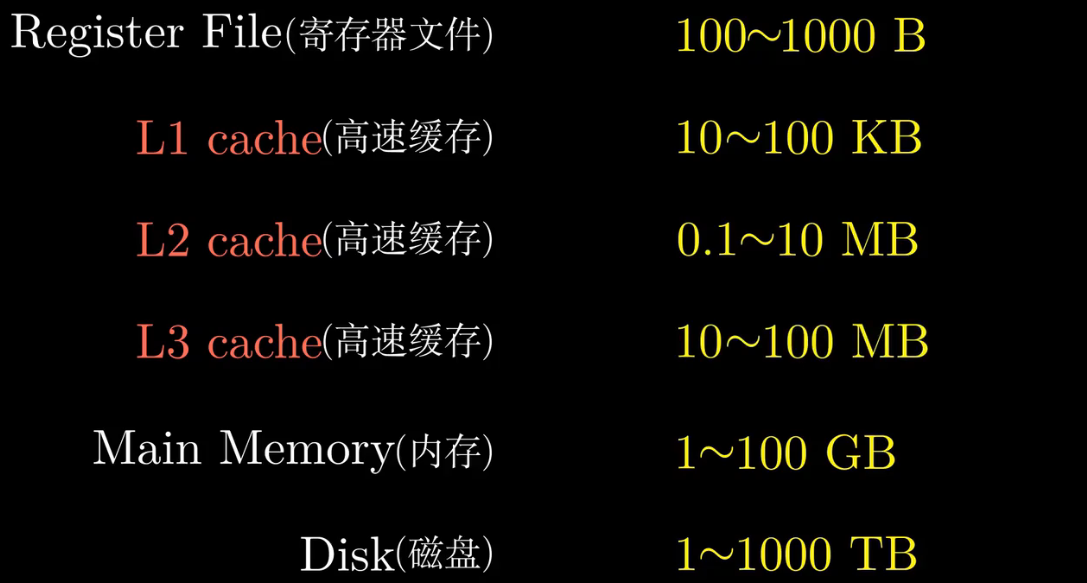 Register File(寄存器文件) 100~1000 B
L1 cache(高速缓存) 10~100 KB
L2 cache(高速缓存) 0.1~10 MB
L3 cache(高速缓存) 10~100 MB
Main Memory(内存) 1~100 GB
Disk(磁盘) 1~1000 TB